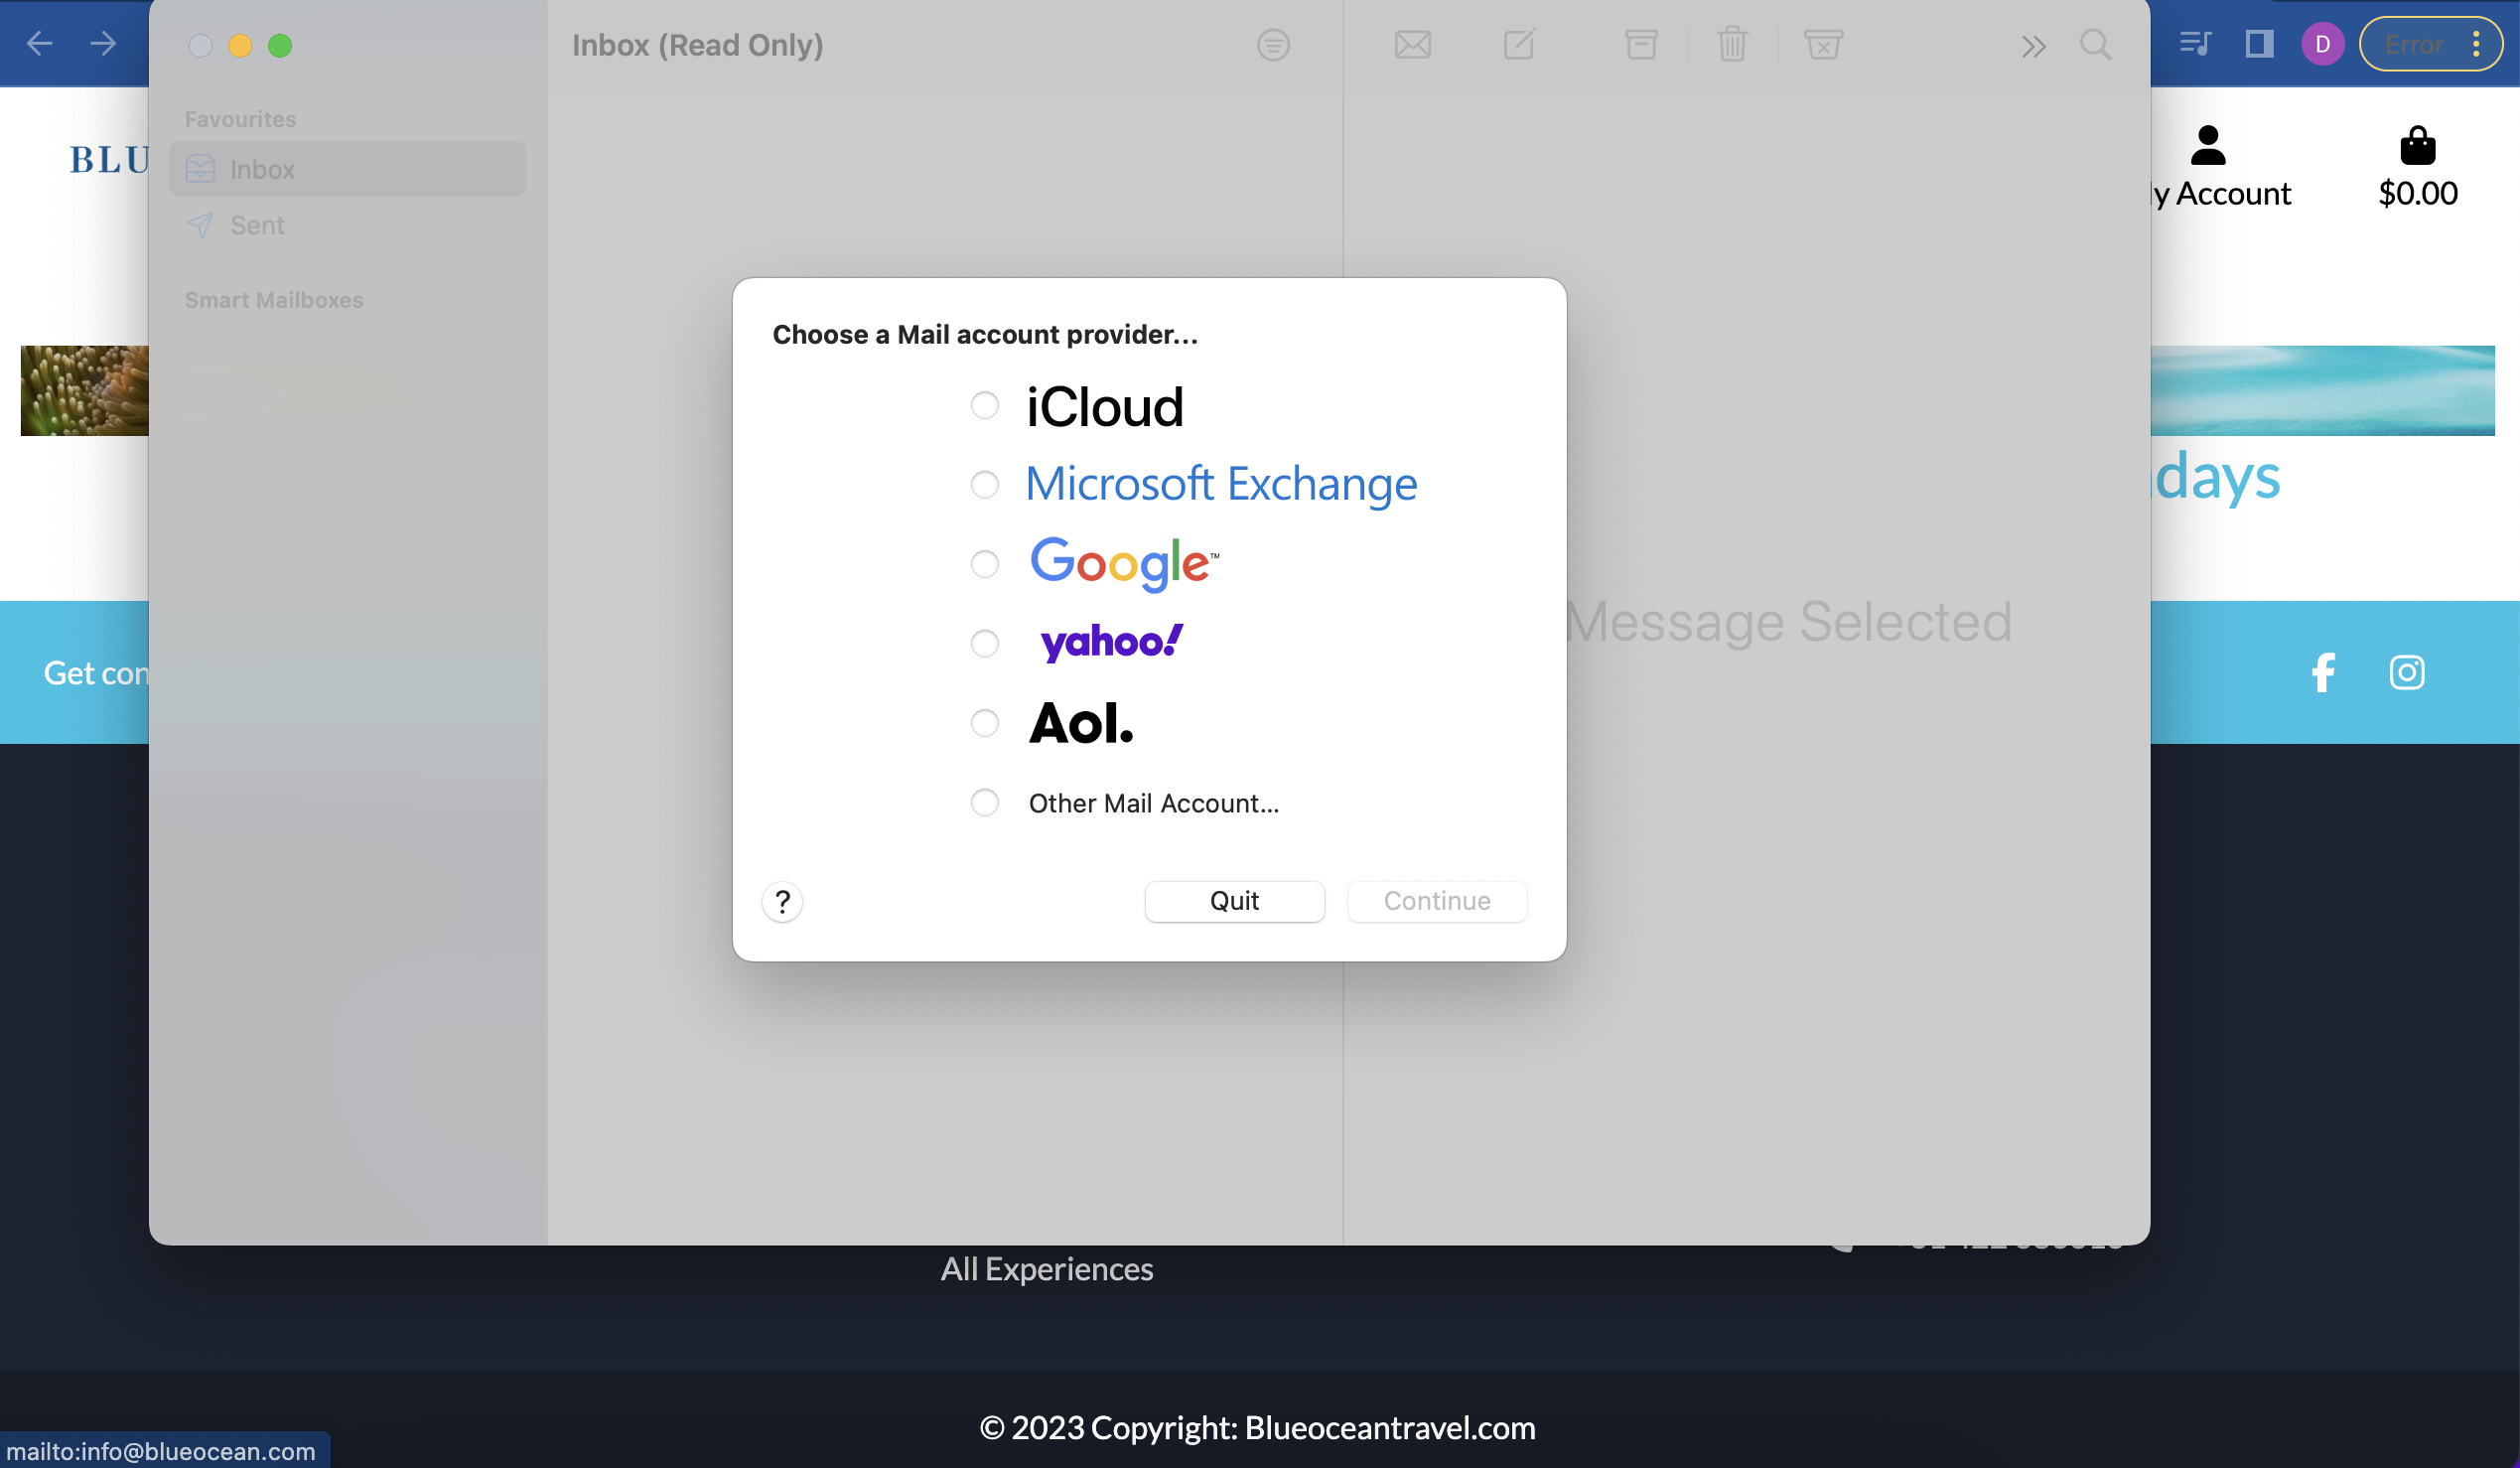 Inbox (Read Only)
D
Error
Favourites
Inbox
Sent
Smart Mailboxes
BLU
y Account
$0.00
Choose a Mail account provider...
iCloud
Microsoft Exchange
Google™
yahoo!
Aol.
Other Mail Account...
?
Quit
Continue
days
Message Selected
Get con
All Experiences
© 2023 Copyright: Blueoceantravel.com
mailto:info@blueocean.com